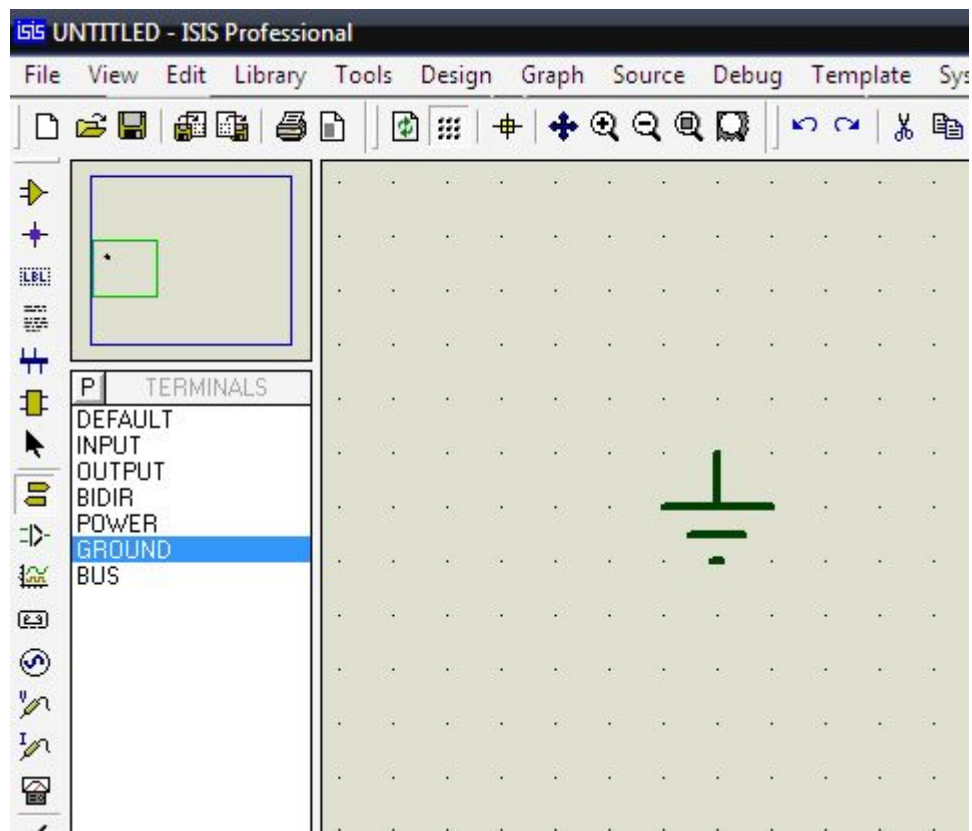 isis UNTITLED - ISIS Professional
File View Edit Library Tools Design Graph Source Debug Template Sys
LBL
P TERMINALS
DEFAULT
INPUT
OUTPUT
BIDIR
POWER
GROUND
BUS
V
I